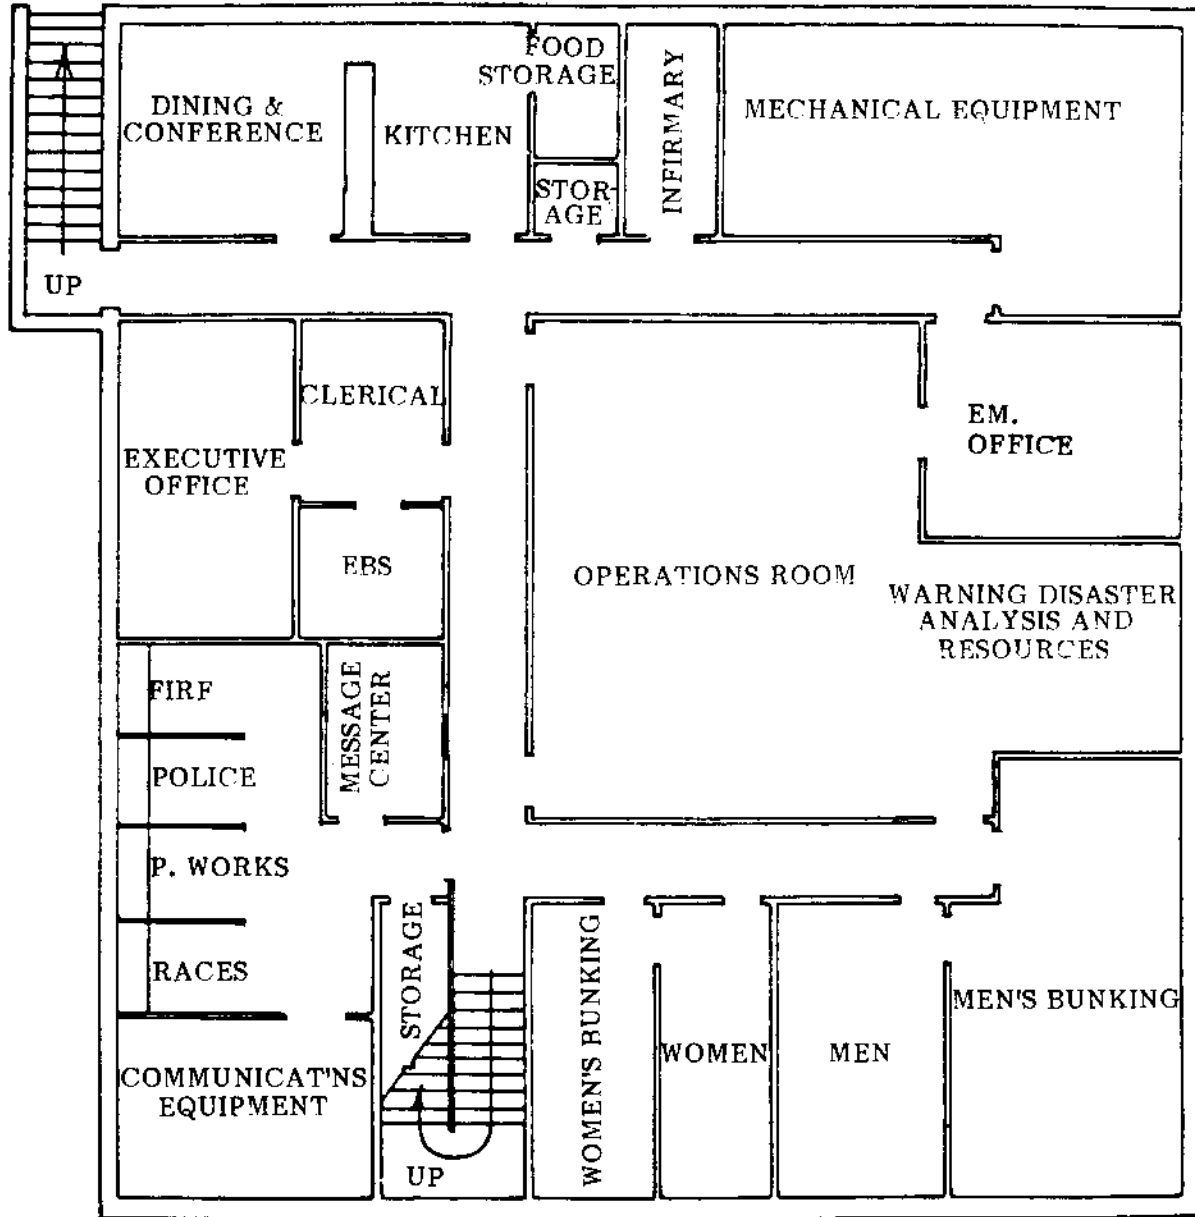 FOOD
STORAGE
DINING &
CONFERENCE
KITCHEN
STOR-
AGE
INFIRMARY
MECHANICAL EQUIPMENT
UP
CLERICAL
EXECUTIVE
OFFICE
EM.
OFFICE
EBS
OPERATIONS ROOM
WARNING DISASTER
ANALYSIS AND
RESOURCES
FIRF
MESSAGE
CENTER
POLICE
P. WORKS
RACES
STORAGE
COMMUNICAT'NS
EQUIPMENT
UP
WOMEN'S BUNKING
WOMEN
MEN
MEN'S BUNKING